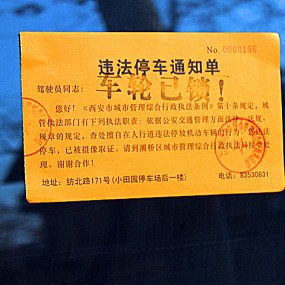 No. 0000196
违法停车通知单
车轮已锁!
驾驶员同志:
您好!《西安市城市管理综合行政执法条例》第十条规定,城
管执法部门有下列执法职责:依据公安交通管理方面法律、法规、
规章的规定,查处擅自在人行道违法停放机动车辆的行为。您违法
停车,已被摄像取证。请到灞桥区城市管理综合行政执法局接受处
理。谢谢合作!
地址:纺北路171号(小田园停车场后一楼)
电话:83530831